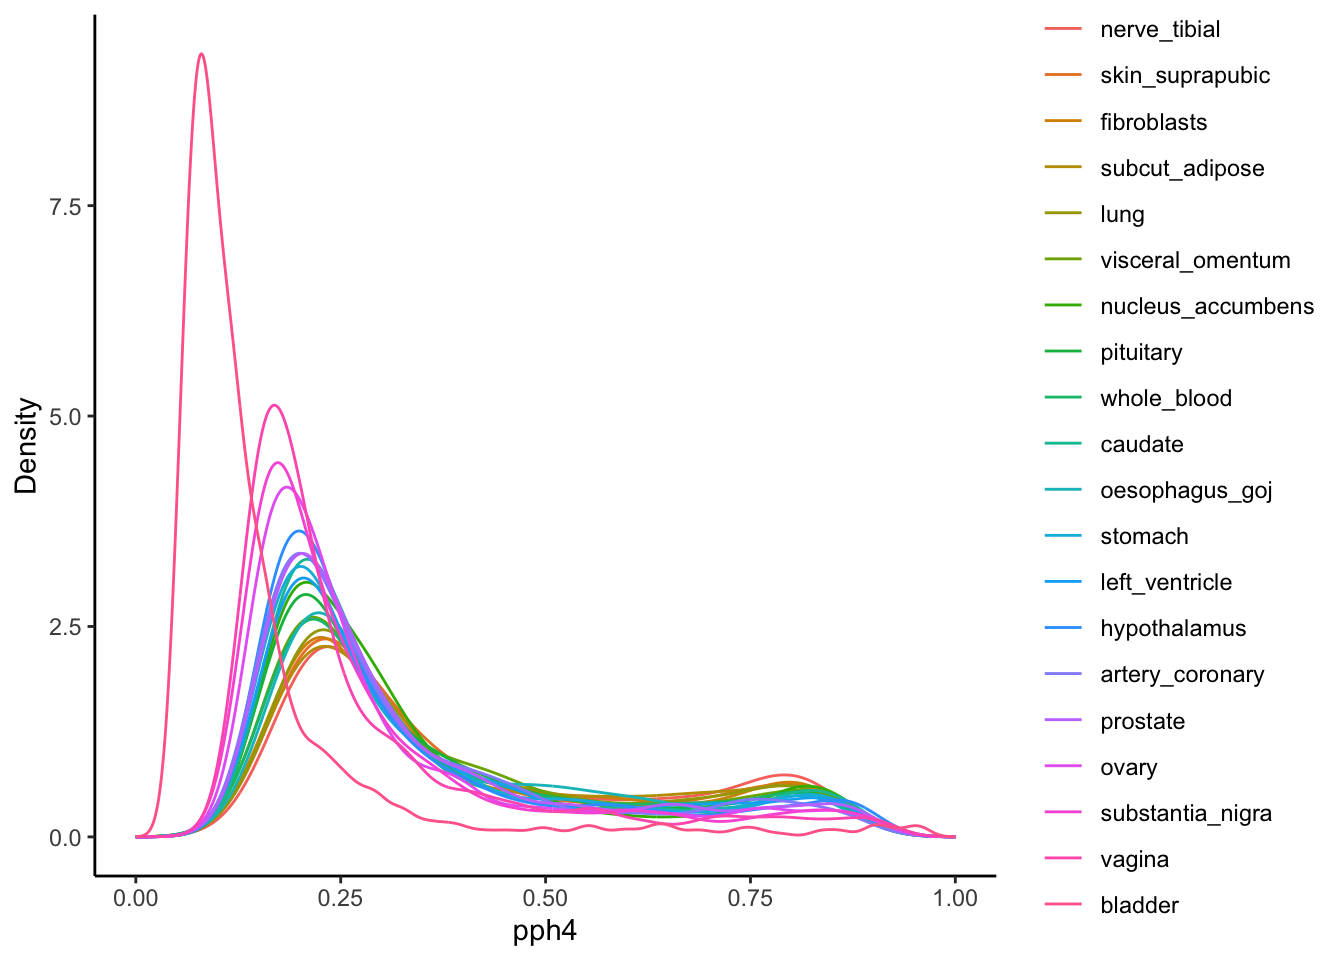 nerve_tibial
skin_suprapubic
fibroblasts
subcut_adipose
lung
visceral_omentum
nucleus_accumbens
pituitary
whole_blood
caudate
oesophagus_goj
stomach
left_ventricle
hypothalamus
artery_coronary
prostate
ovary
substantia_nigra
vagina
bladder
Density
7.5
5.0
2.5
0.0
0.00 0.25 0.50 0.75 1.00
pph4